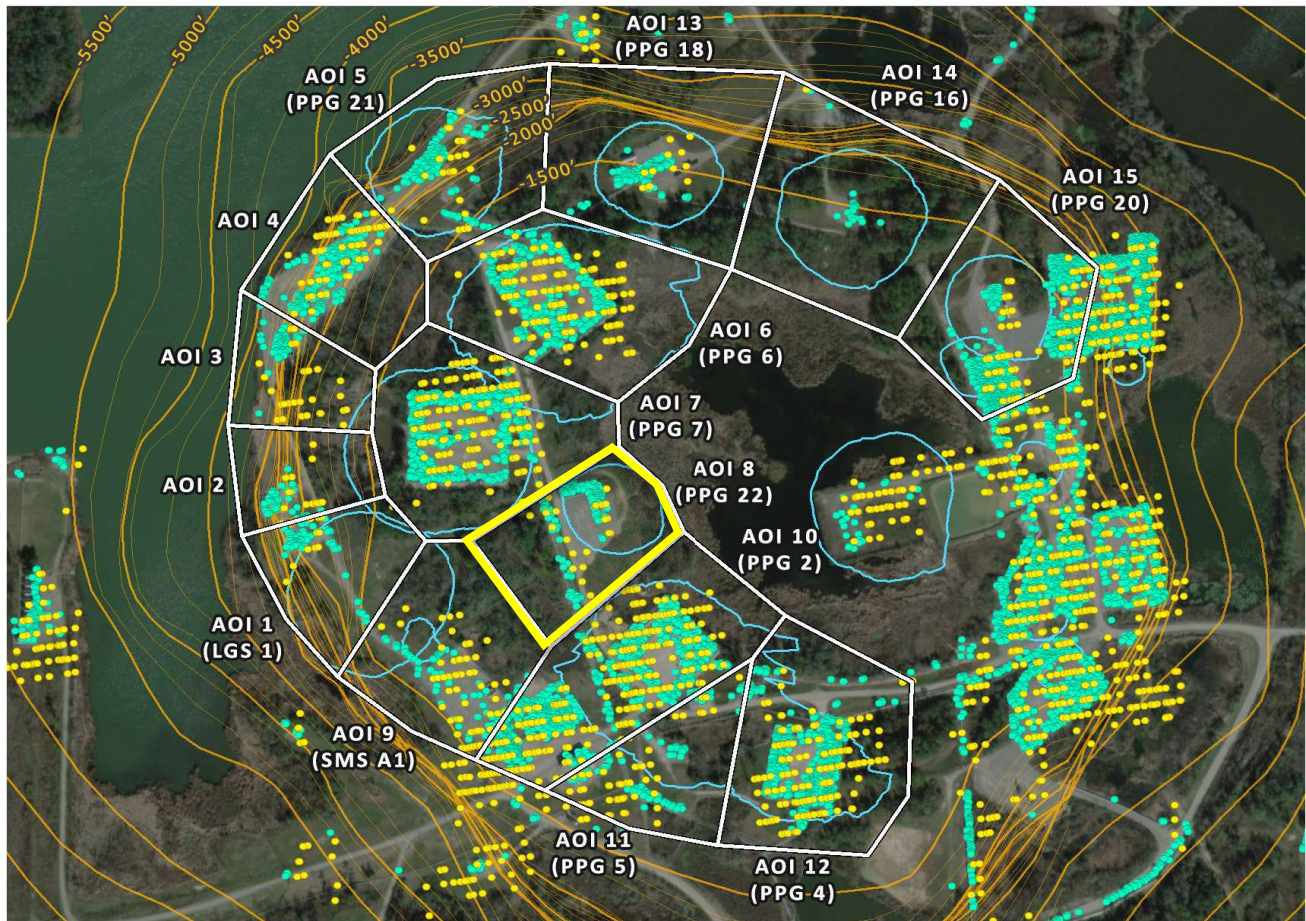 -5500'
-5000'
-4500'
-4000'
-3500'
-3000'
-2500'
-2000'
-1500'
AOI 13
(PPG 18)
AOI 5
(PPG 21)
AOI 14
(PPG 16)
AOI 15
(PPG 20)
AOI 4
AOI 3
AOI 6
(PPG 6)
AOI 7
(PPG 7)
AOI 2
AOI 8
(PPG 22)
AOI 10
(PPG 2)
AOI 1
(LGS 1)
AOI 9
(SMS A1)
AOI 11
(PPG 5)
AOI 12
(PPG 4)